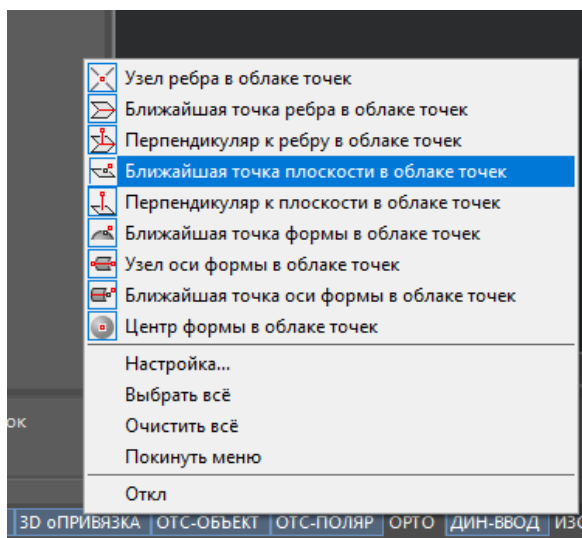 Узел ребра в облаке точек
Ближайшая точка ребра в облаке точек
Перпендикуляр к ребру в облаке точек
Ближайшая точка плоскости в облаке точек
Перпендикуляр к плоскости в облаке точек
Ближайшая точка формы в облаке точек
Узел оси формы в облаке точек
Ближайшая точка оси формы в облаке точек
Центр формы в облаке точек
Настройка...
Выбрать всё
Очистить всё
ок
Покинуть меню
Откл
3D оПРИВЯЗКА ОТС-ОБЪЕКТ ОТС-ПОЛЯР ОРТО ДИН-ВВОД ИЗО